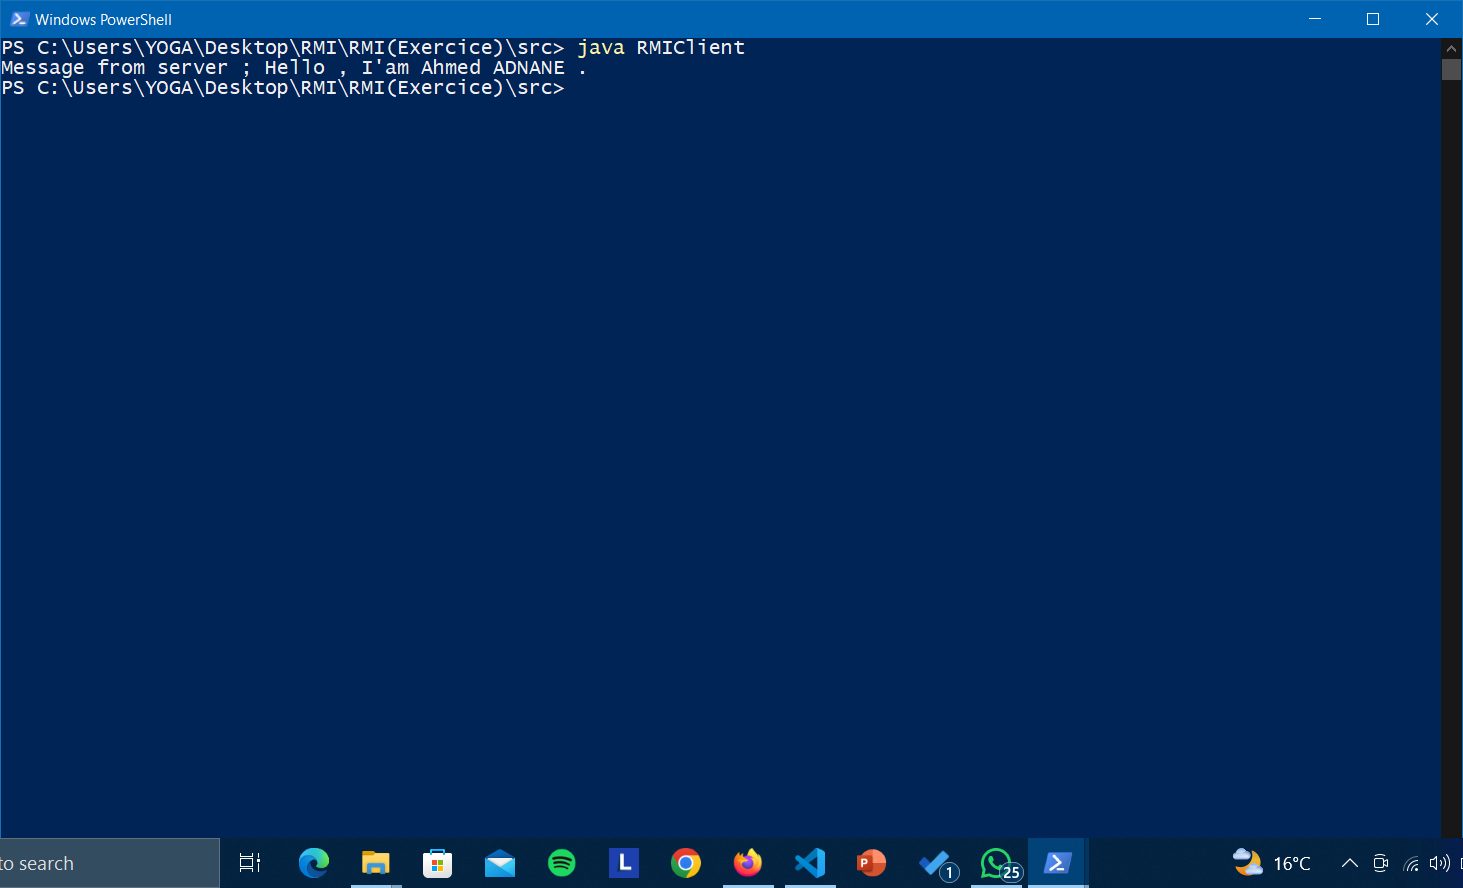 Windows PowerShell
PS C:\Users\YOGA\Desktop\RMI\RMI(Exercice)\src> java RMIClient
Message from server ; Hello , I'am Ahmed ADNANE .
PS C:\Users\YOGA\Desktop\RMI\RMI(Exercice)\src>
to search
L
P
1
25
16°C